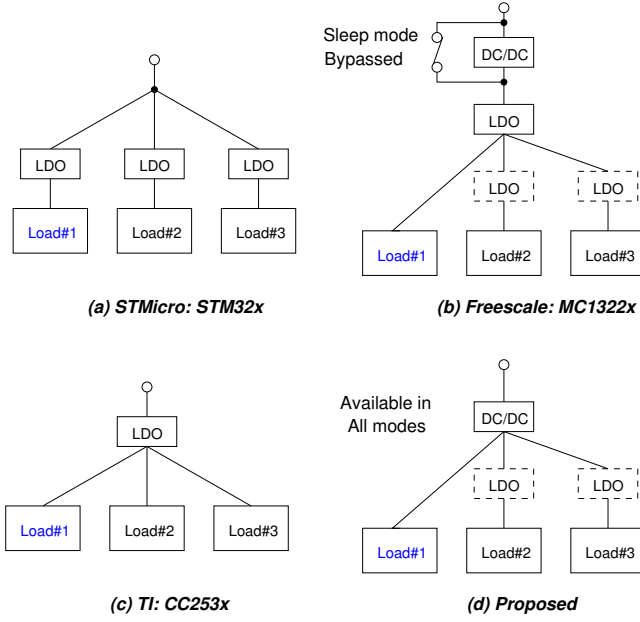 Sleep mode
Bypassed
DC/DC
LDO
LDO LDO LDO
LDO LDO
Load#1 Load#2 Load#3
Load#1 Load#2 Load#3
(a) STMicro: STM32x
(b) Freescale: MC1322x
Available in
All modes
LDO
DC/DC
LDO LDO
Load#1 Load#2 Load#3
Load#1 Load#2 Load#3
(c) TI: CC253x
(d) Proposed